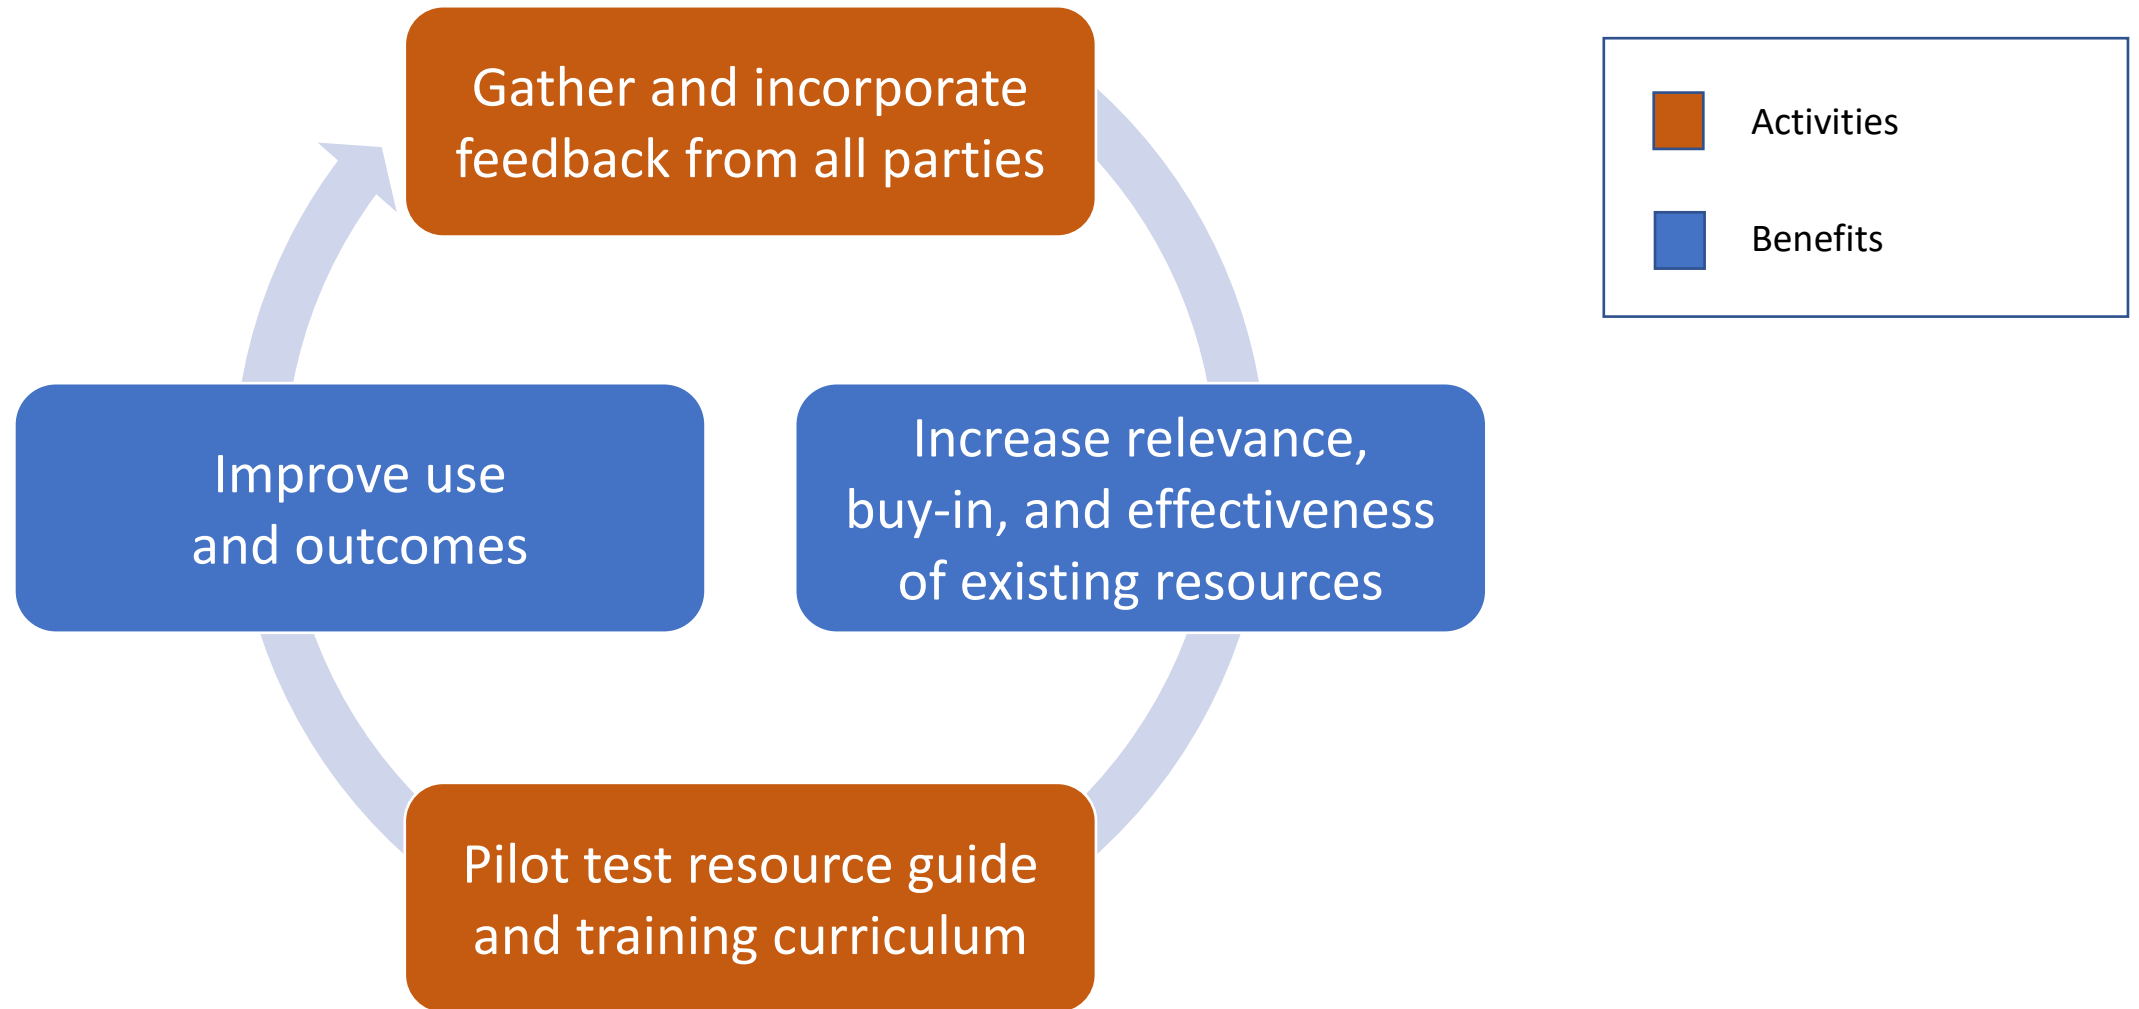 Gather and incorporate
feedback from all parties
Activities
Benefits
Improve use
and outcomes
Increase relevance,
buy-in, and effectiveness
of existing resources
Pilot test resource guide
and training curriculum